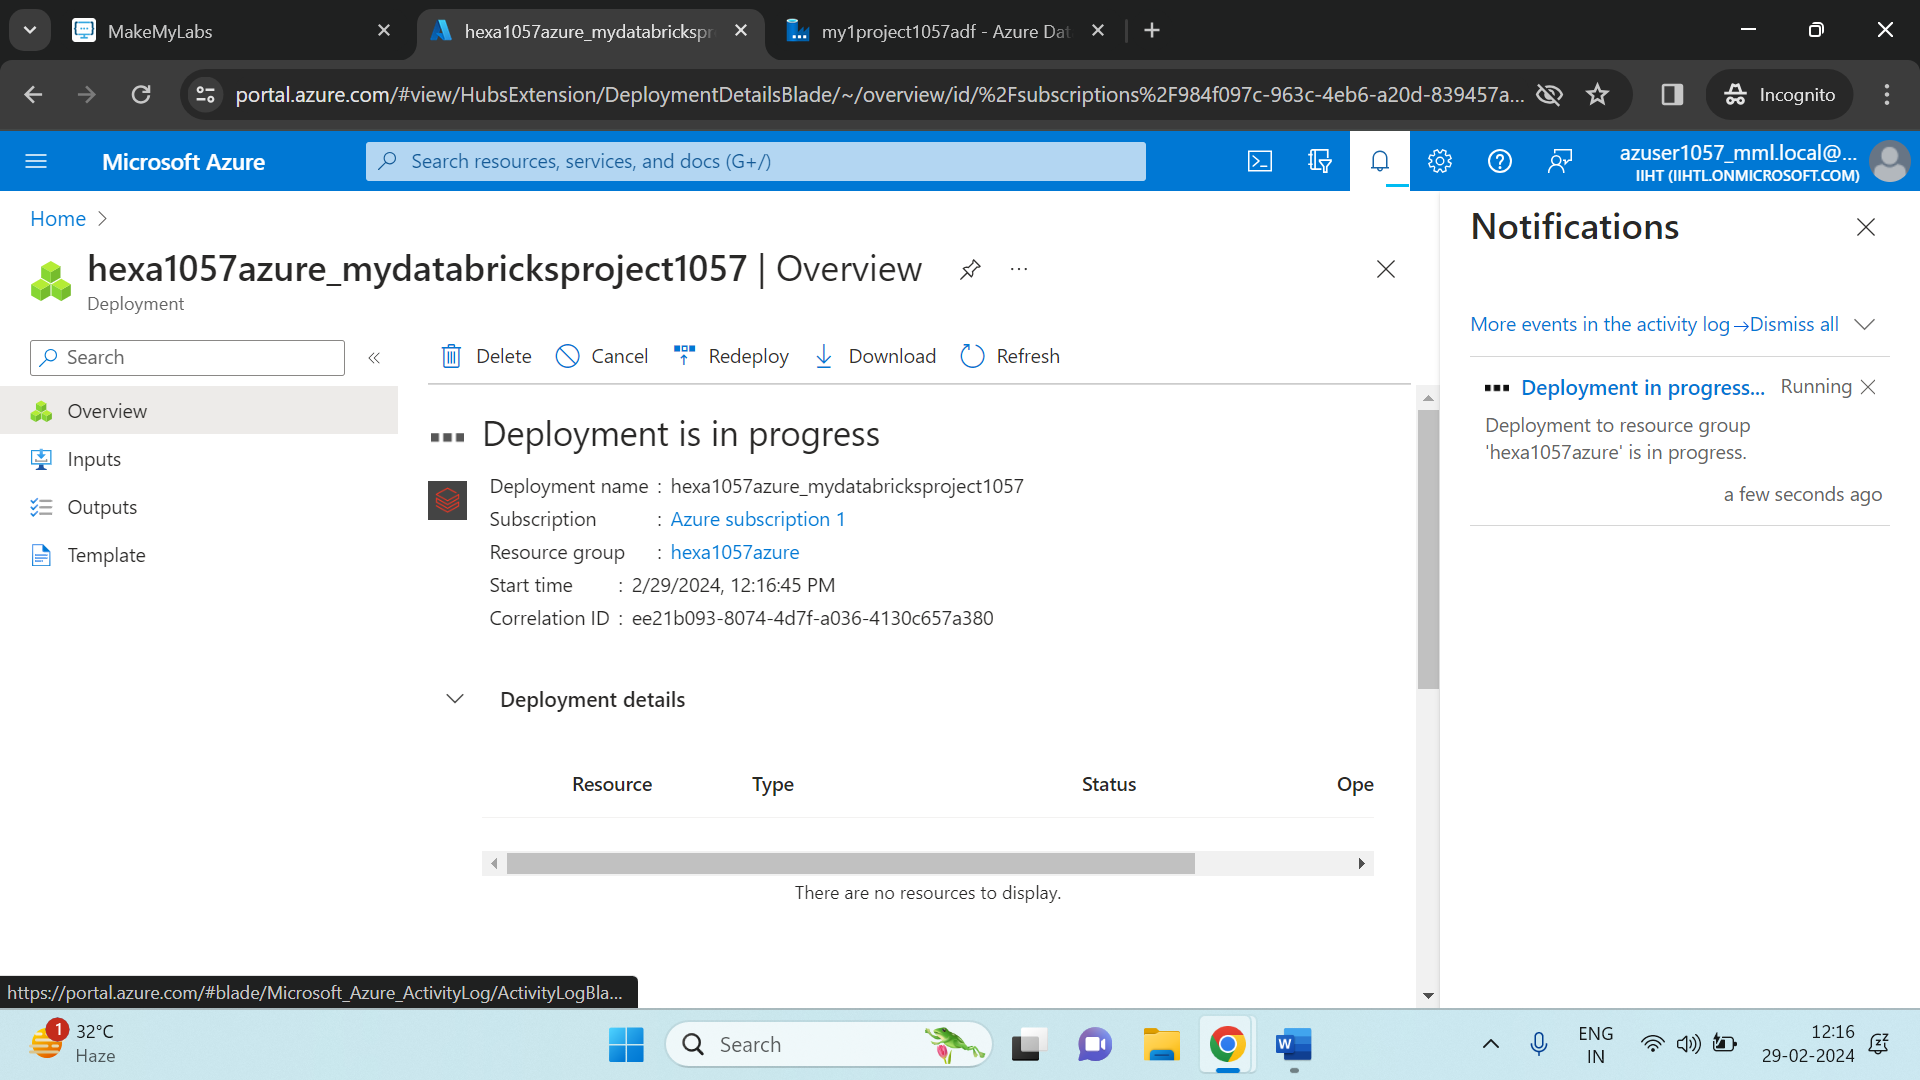 MakeMyLabs
hexa1057azure_mydatabrickspr
my1project1057adf - Azure Dat
portal.azure.com/#view/HubsExtension/DeploymentDetailsBlade/~/overview/id/%2Fsubscriptions%2F984f097c-963c-4eb6-a20d-839457a...
Incognito
Microsoft Azure
Search resources, services, and docs (G+/)
azuser1057_mml.local@...
IIHT (IIHTL.ONMICROSOFT.COM)
Home
hexa1057azure_mydatabricksproject1057 | Overview
...
Deployment
Search
Overview
Inputs
Outputs
Template
Delete
Cancel
Redeploy
Download
Refresh
Deployment is in progress
Deployment name : hexa1057azure_mydatabricksproject1057
Subscription : Azure subscription 1
Resource group : hexa1057azure
Start time : 2/29/2024, 12:16:45 PM
Correlation ID : ee21b093-8074-4d7f-a036-4130c657a380
Deployment details
Resource Type Status Ope
There are no resources to display.
Notifications
More events in the activity log → Dismiss all
Deployment in progress... Running
Deployment to resource group
'hexa1057azure' is in progress.
a few seconds ago
https://portal.azure.com/#blade/Microsoft_Azure_ActivityLog/ActivityLogBla...
1
32°C
Haze
Search
W
ENG
IN
12:16
29-02-2024